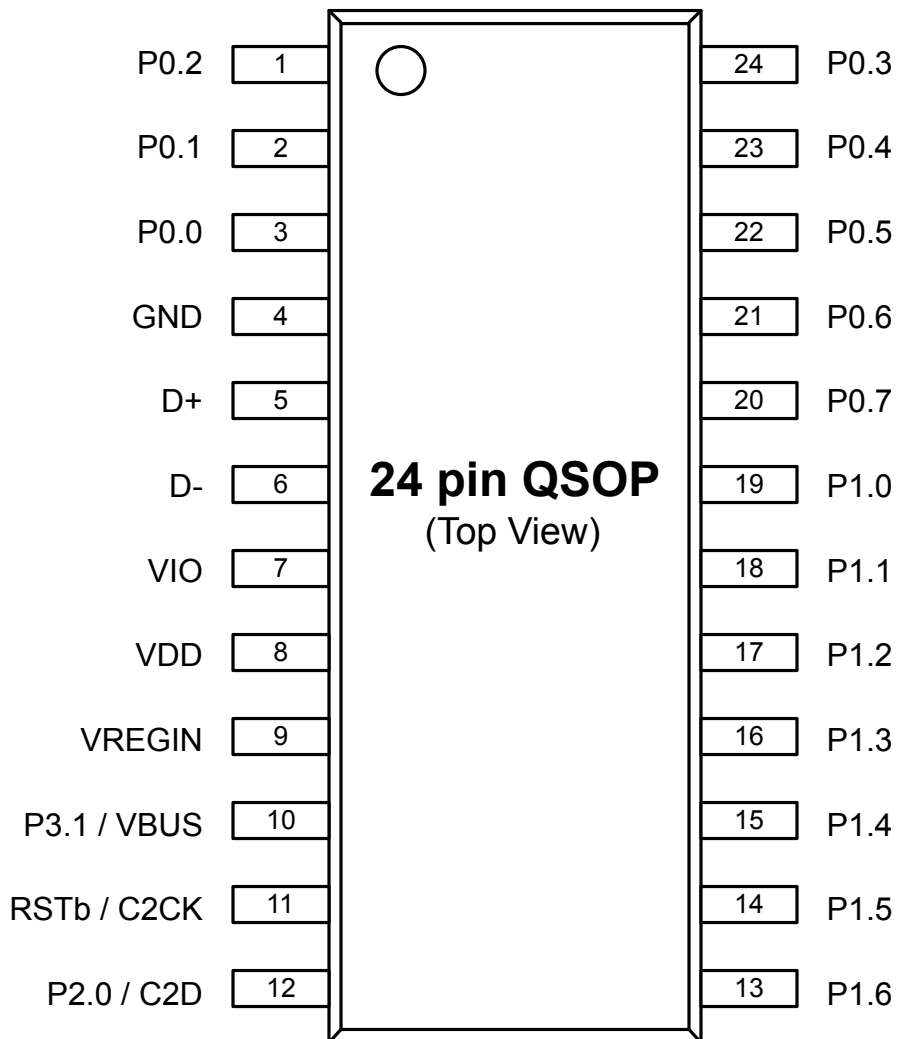 P0.2 1 24 P0.3
P0.1 2 23 P0.4
P0.0 3 22 P0.5
GND 4 21 P0.6
D+ 5 20 P0.7
D- 6 19 P1.0
24 pin QSOP
(Top View)
VIO 7 18 P1.1
VDD 8 17 P1.2
VREGIN 9 16 P1.3
P3.1 / VBUS 10 15 P1.4
RSTb / C2CK 11 14 P1.5
P2.0 / C2D 12 13 P1.6